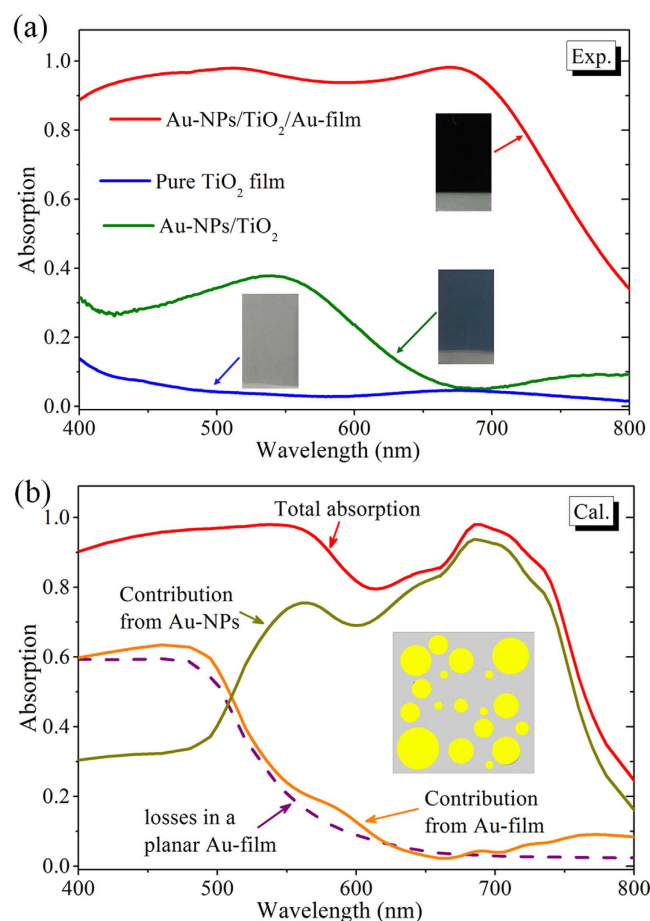 (a)
1.0
0.8
0.6
0.4
0.2
0.0
Absorption
Exp.
Au-NPs/TiO₂/Au-film
Pure TiO₂ film
Au-NPs/TiO₂
400 500 600 700 800
Wavelength (nm)
(b)
1.0
0.8
0.6
0.4
0.2
0.0
Absorption
Cal.
Total absorption
Contribution
from Au-NPs
losses in a
planar Au-film
Contribution
from Au-film
400 500 600 700 800
Wavelength (nm)